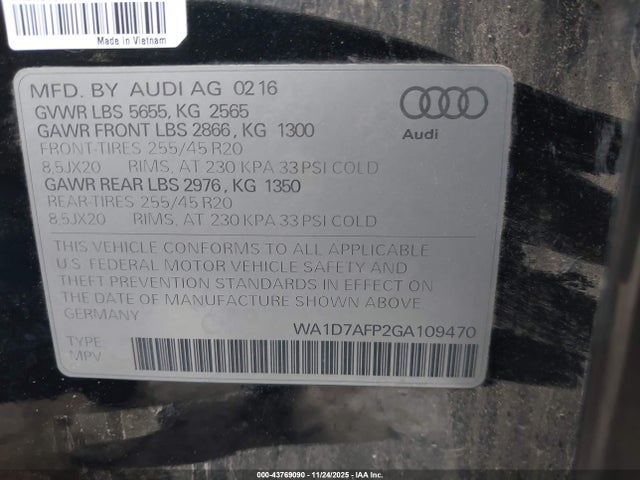 Made in Vietnam
MFD. BY AUDI AG 02 16
GVWR LBS 5655, KG 2565
GAWR FRONT LBS 2866, KG 1300
FRONT-TIRES 255/45 R20
8,5JX20 RIMS, AT 230 KPA 33 PSI COLD
GAWR REAR LBS 2976, KG 1350
REAR-TIRES 255/45 R20
8,5JX20 RIMS, AT 230 KPA 33 PSI COLD
Audi
THIS VEHICLE CONFORMS TO ALL APPLICABLE
U.S. FEDERAL MOTOR VEHICLE SAFETY AND
THEFT PREVENTION STANDARDS IN EFFECT ON
THE DATE OF MANUFACTURE SHOWN ABOVE.
WA1D7AFP2GA109470
TYPE:
MPV
000-43769090 - 11/24/2025 - IAA Inc.